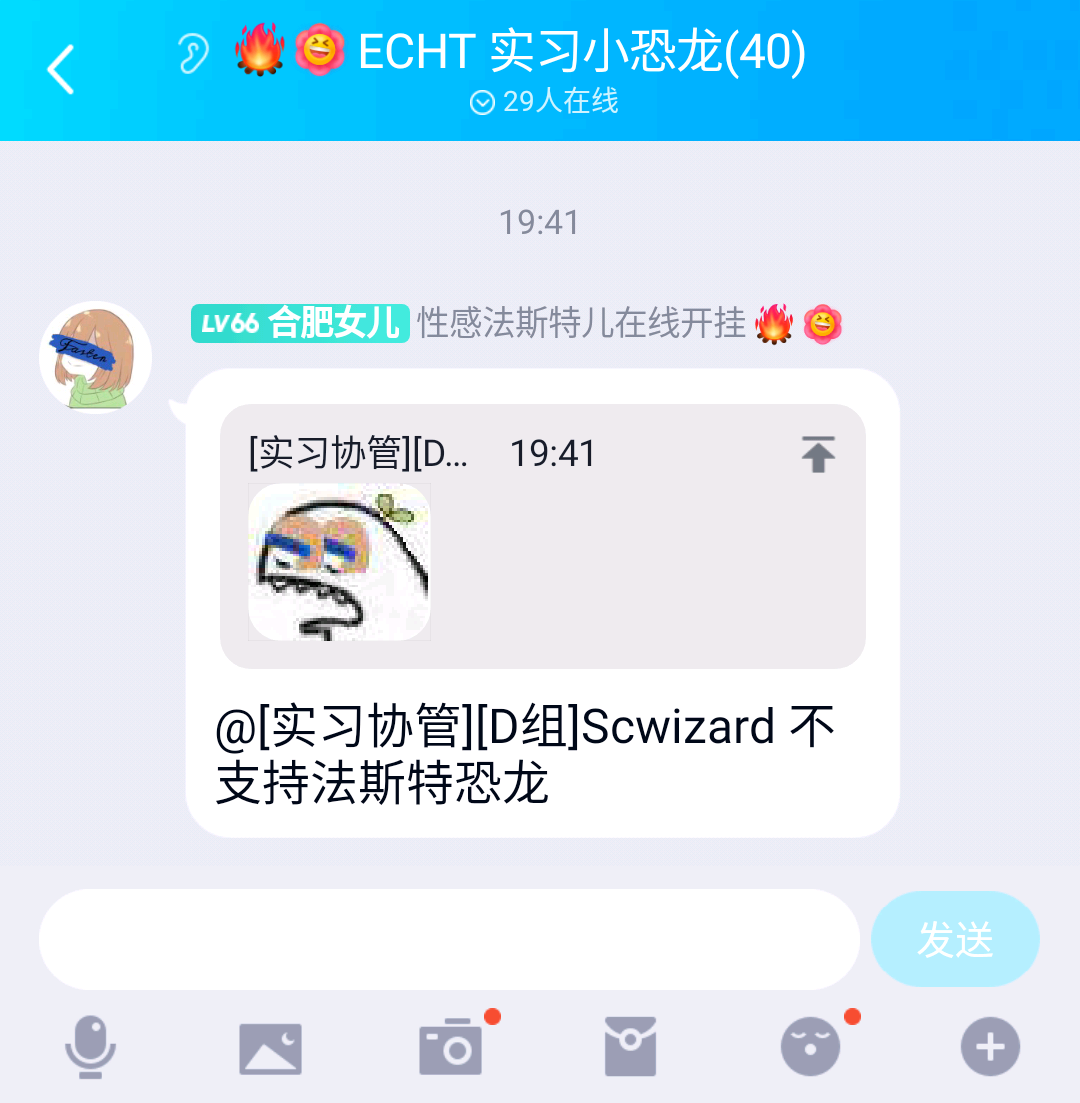 🔥 ECHT 实习小恐龙(40)
29人在线
19:41
LV66 合肥女儿 性感法斯特儿在线开挂🔥
[实习协管][D... 19:41
@[实习协管][D组]Scwizard 不
支持法斯特恐龙
发送